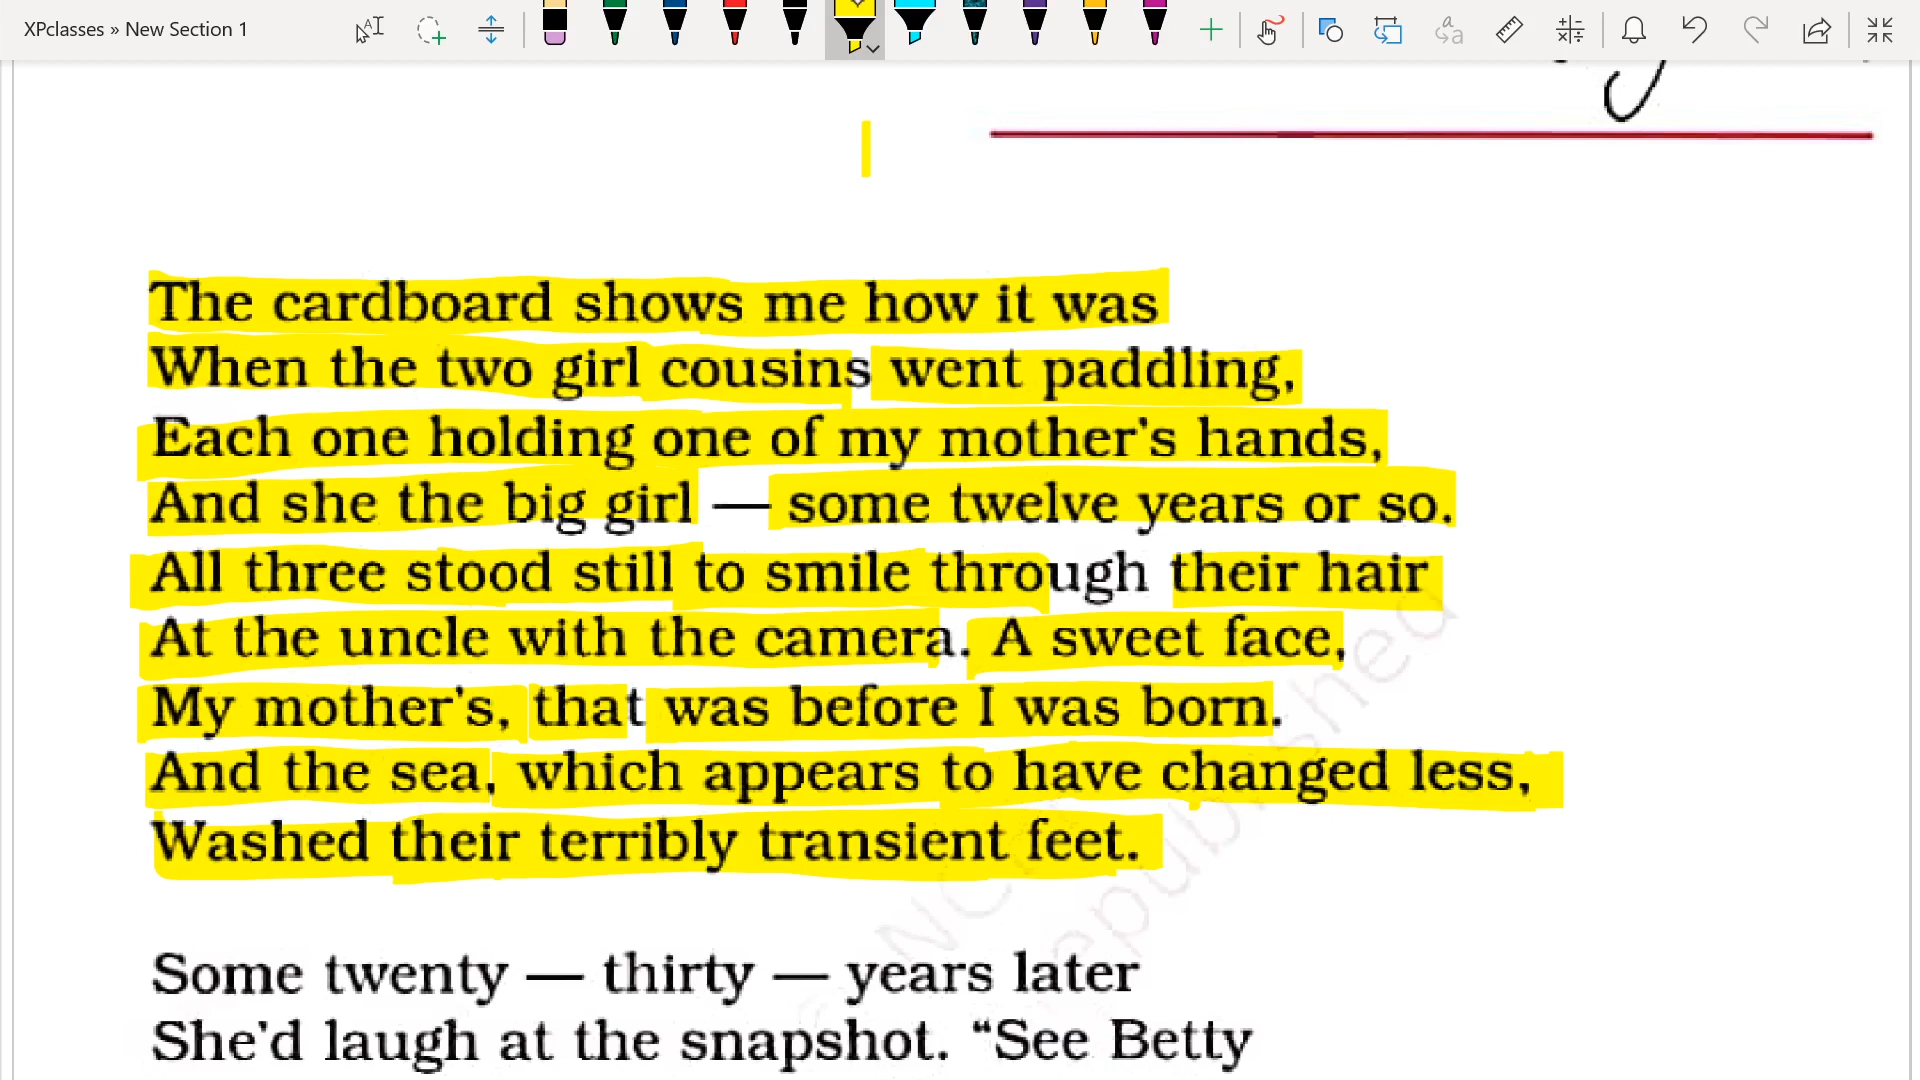 XPclasses » New Section 1
The cardboard shows me how it was
When the two girl cousins went paddling,
Each one holding one of my mother's hands,
And she the big girl — some twelve years or so.
All three stood still to smile through their hair
At the uncle with the camera. A sweet face,
My mother's, that was before I was born.
And the sea, which appears to have changed less,
Washed their terribly transient feet.
Some twenty — thirty — years later
She'd laugh at the snapshot. “See Betty